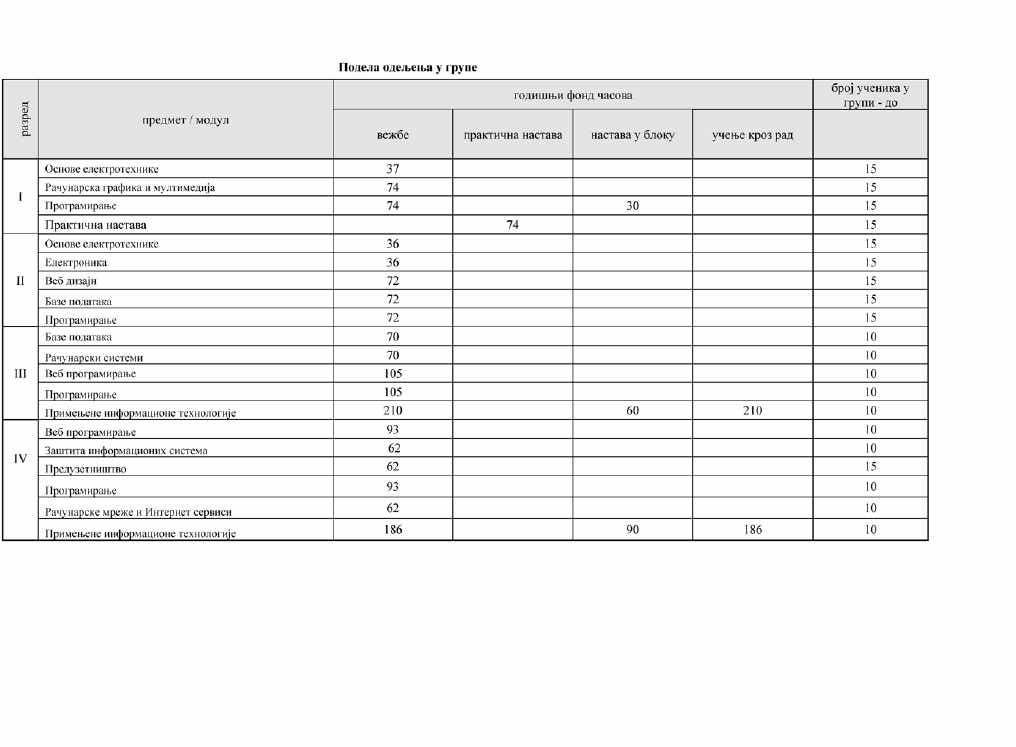 Подела одељења у групе
разред
предмет / модул
годишњи фонд часова
број ученика у
групи - до
вежбе практична настава настава у блоку учење кроз рад
I
Основе електротехнике 37 15
Рачунарска графика и мултимедија 74 15
Програмирање 74 30 15
Практична настава 74 15
II
Основе електротехнике 36 15
Електроника 36 15
Веб дизајн 72 15
Базе података 72 15
Програмирање 72 15
III
Базе података 70 10
Рачунарски системи 70 10
Веб програмирање 105 10
Програмирање 105 10
Примењене информационе технологије 210 60 210 10
IV
Веб програмирање 93 10
Заштита информационих система 62 10
Предузетништво 62 15
Програмирање 93 10
Рачунарске мреже и Интернет сервиси 62 10
Примењене информационе технологије 186 90 186 10